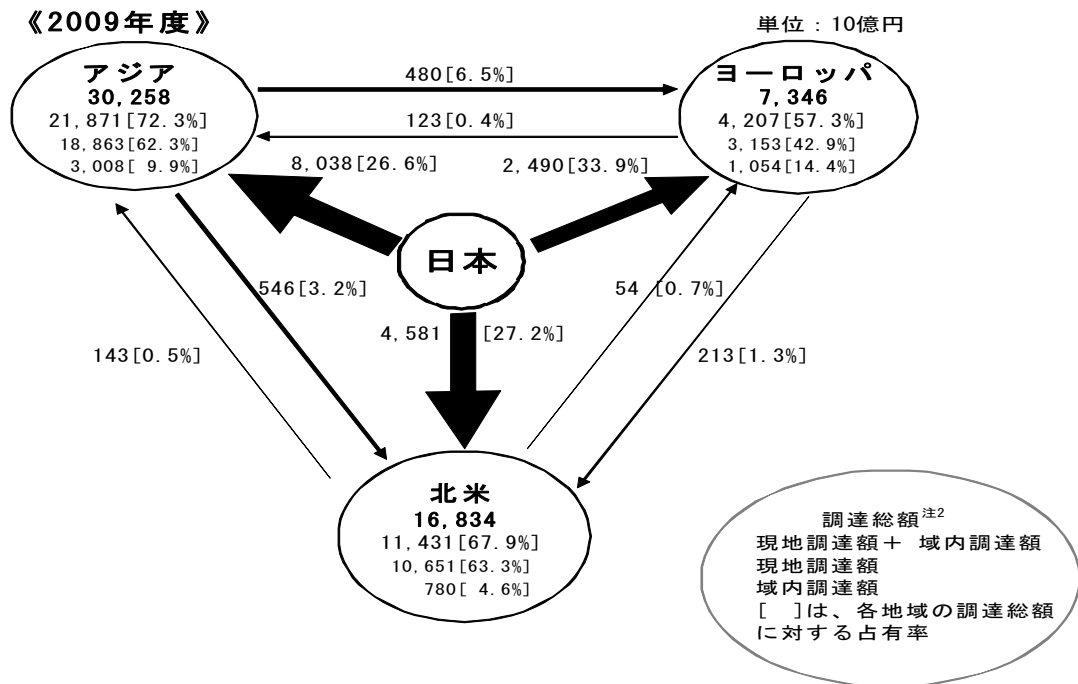 《2009年度》
単位：10億円
アジア
30,258
21,871[72.3%]
18,863[62.3%]
3,008[ 9.9%]
480[6.5%]
123[0.4%]
ヨーロッパ
7,346
4,207[57.3%]
3,153[42.9%]
1,054[14.4%]
8,038[26.6%]
2,490[33.9%]
日本
546[3.2%]
54 [0.7%]
4,581 [27.2%]
143[0.5%]
213[1.3%]
北米
16,834
11,431[67.9%]
10,651[63.3%]
780[ 4.6%]
調達総額注2
現地調達額＋ 域内調達額
現地調達額
域内調達額
[ ]は、各地域の調達総額
に対する占有率